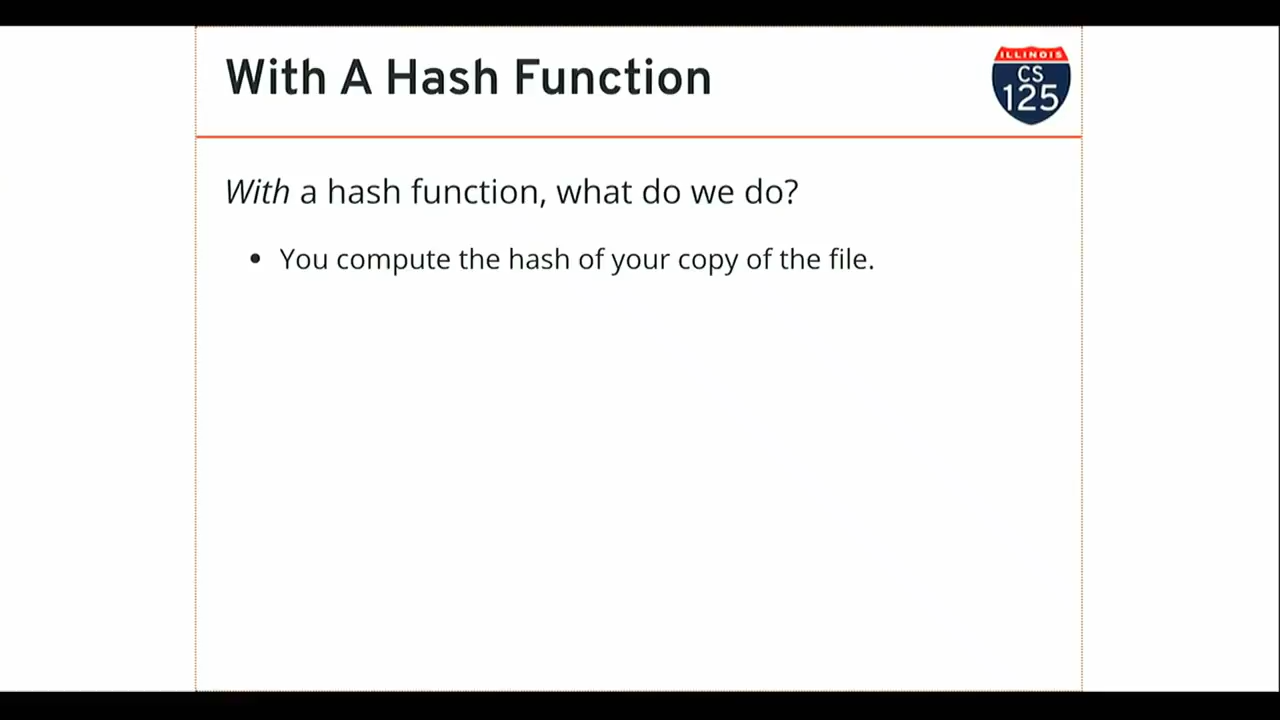 With A Hash Function
ILLINOIS
CS
125
With a hash function, what do we do?
• You compute the hash of your copy of the file.